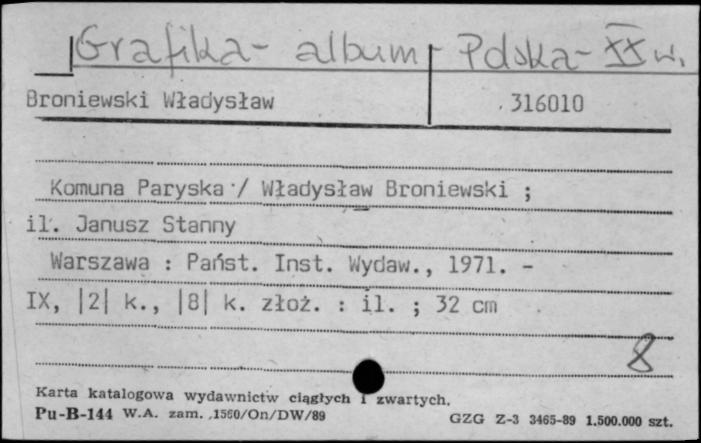 Grafika - album - Polska - XX w.
Broniewski Władysław 316010
Komuna Paryska / Władysław Broniewski ;
il. Janusz Stanny
Warszawa : Państ. Inst. Wydaw., 1971. -
IX, |2| k., |8| k. złoż. : il. ; 32 cm
8
Karta katalogowa wydawnictw ciągłych i zwartych.
Pu-B-144 W.A. zam. 1560/On/DW/89 GZG Z-3 3465-89 1.500.000 szt.